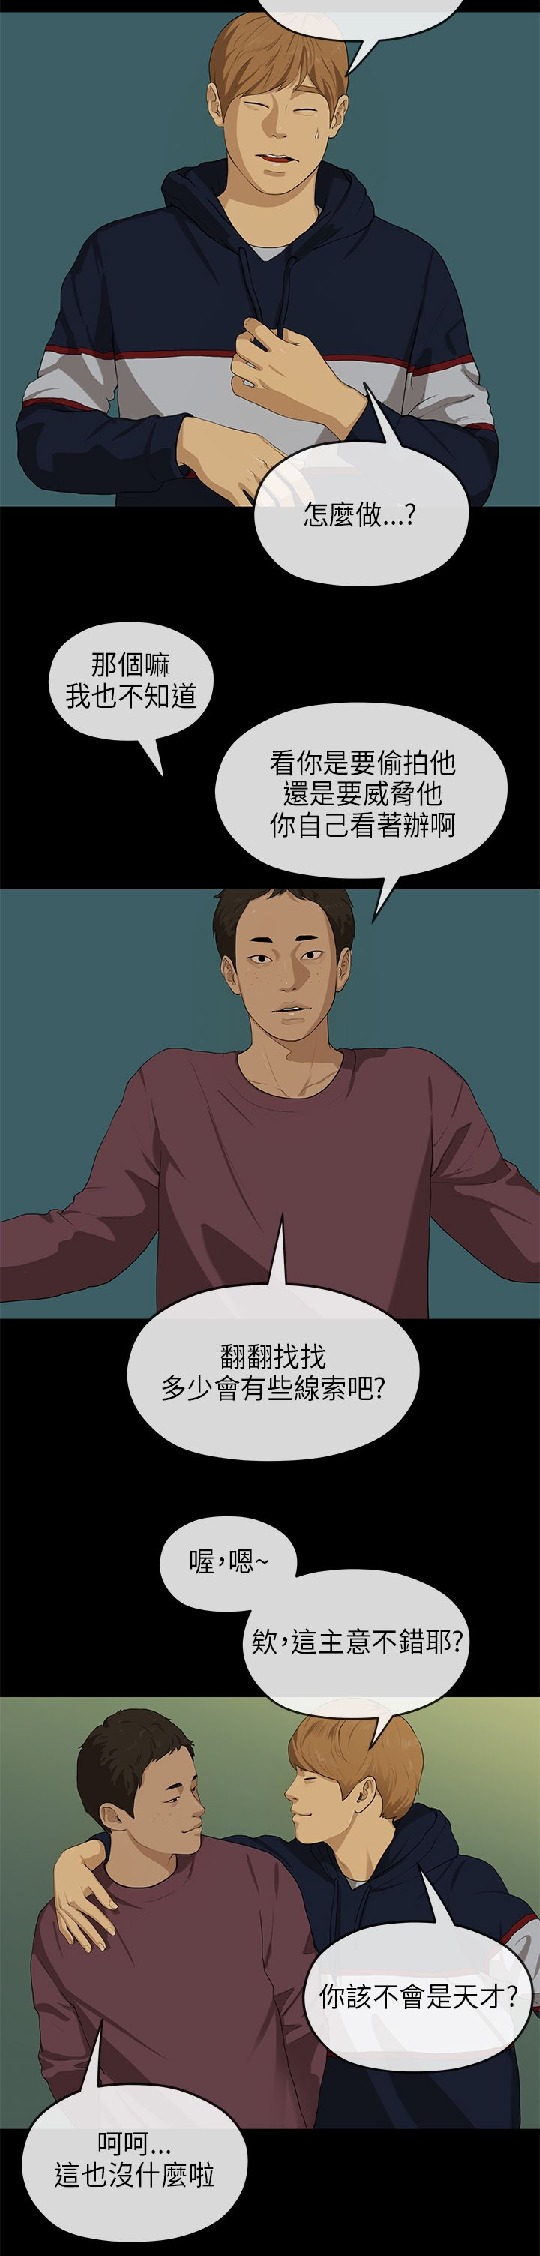 怎麼做...?
那個嘛
我也不知道
看你是要偷拍他
還是要威脅他
你自己看著辦啊
翻翻找找
多少會有些線索吧?
喔,嗯~
欸,這主意不錯耶?
你該不會是天才?
呵呵...
這也沒什麼啦